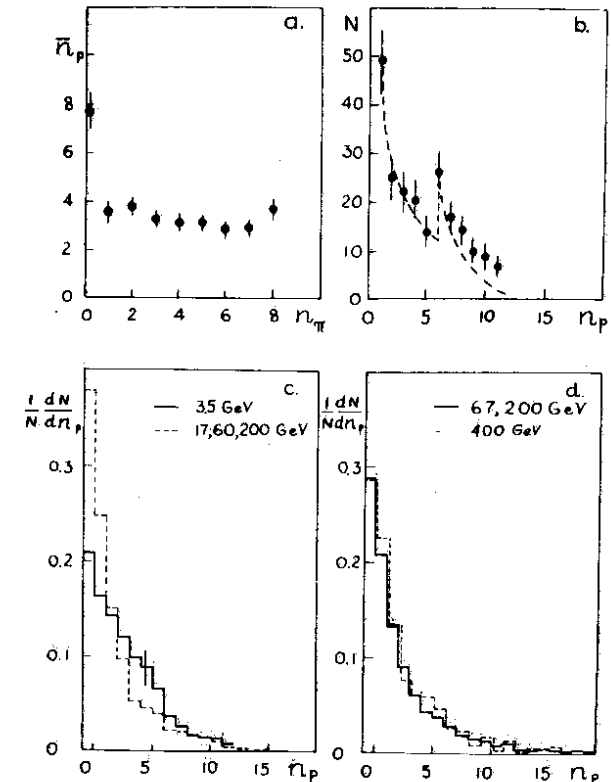 a.
n̄ₚ
8
6
4
2
0
0 2 4 6 8 n_π
b.
N
50
40
30
20
10
0
0 5 10 15 nₚ
c.
1/N dN/dnₚ
3.5 GeV
17,60,200 GeV
0.3
0.2
0.1
0
0 5 10 15 nₚ
d.
1/N dN/dnₚ
6.7, 200 GeV
400 GeV
0.3
0.2
0.1
0
0 5 10 15 nₚ